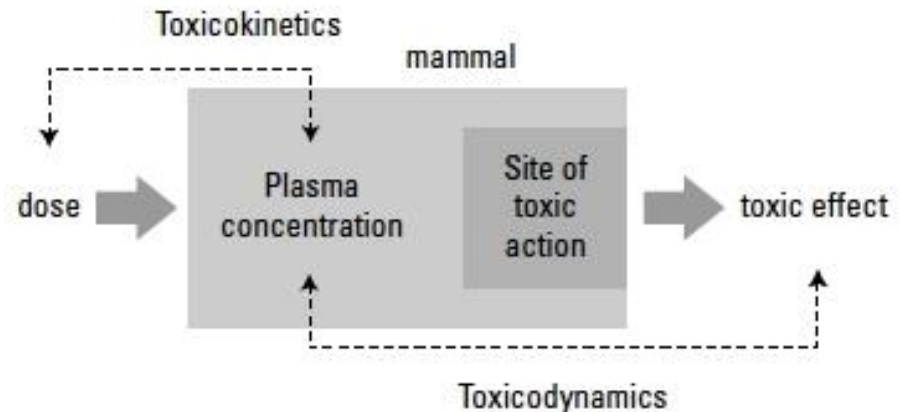 Toxicokinetics
mammal
dose
Plasma
concentration
Site of
toxic
action
toxic effect
Toxicodynamics